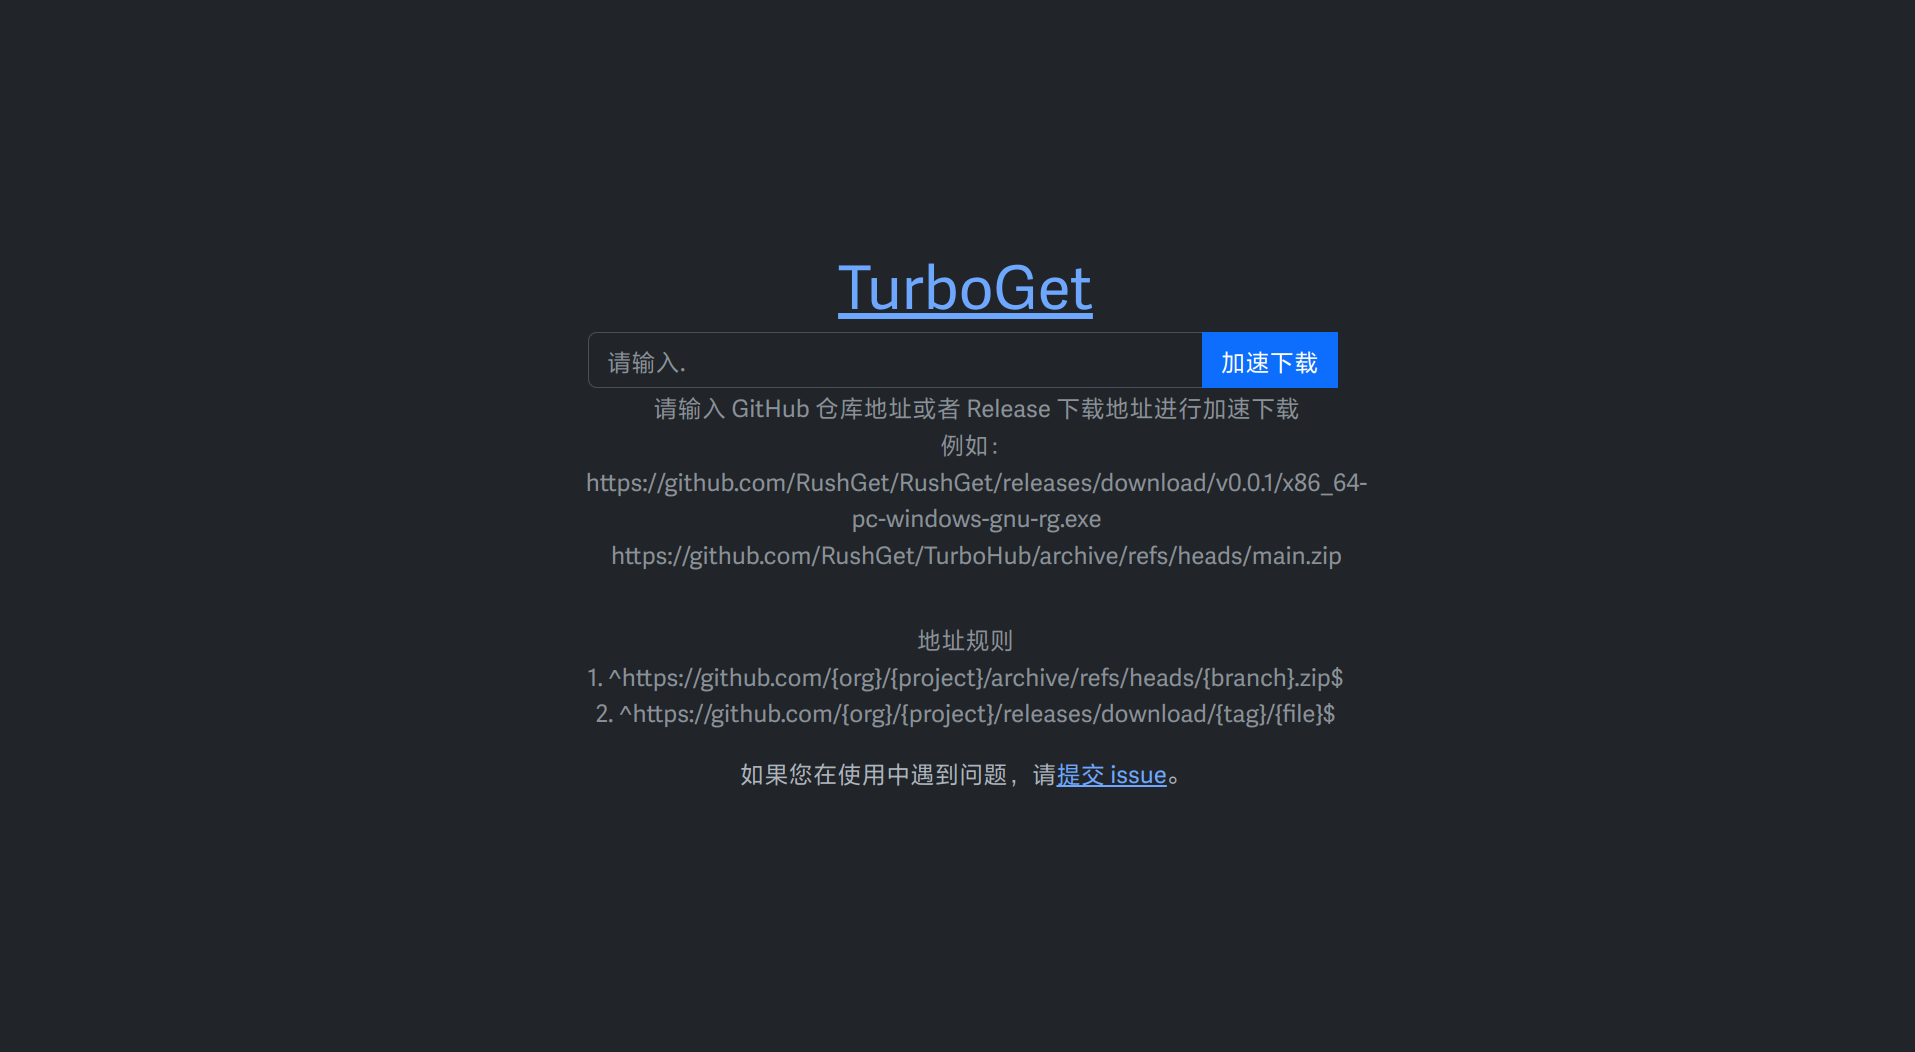 TurboGet
请输入.
加速下载
请输入 GitHub 仓库地址或者 Release 下载地址进行加速下载
例如：
https://github.com/RushGet/RushGet/releases/download/v0.0.1/x86_64-
pc-windows-gnu-rg.exe
https://github.com/RushGet/TurboHub/archive/refs/heads/main.zip
地址规则
1. ^https://github.com/{org}/{project}/archive/refs/heads/{branch}.zip$
2. ^https://github.com/{org}/{project}/releases/download/{tag}/{file}$
如果您在使用中遇到问题，请提交 issue。